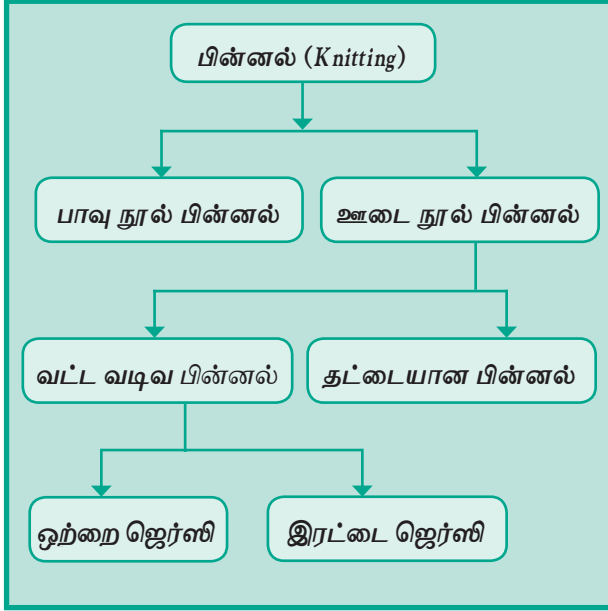 பின்னல் (Knitting)
பாவு நூல் பின்னல்
ஊடை நூல் பின்னல்
வட்ட வடிவ பின்னல்
தட்டையான பின்னல்
ஒற்றை ஜெர்ஸி
இரட்டை ஜெர்ஸி